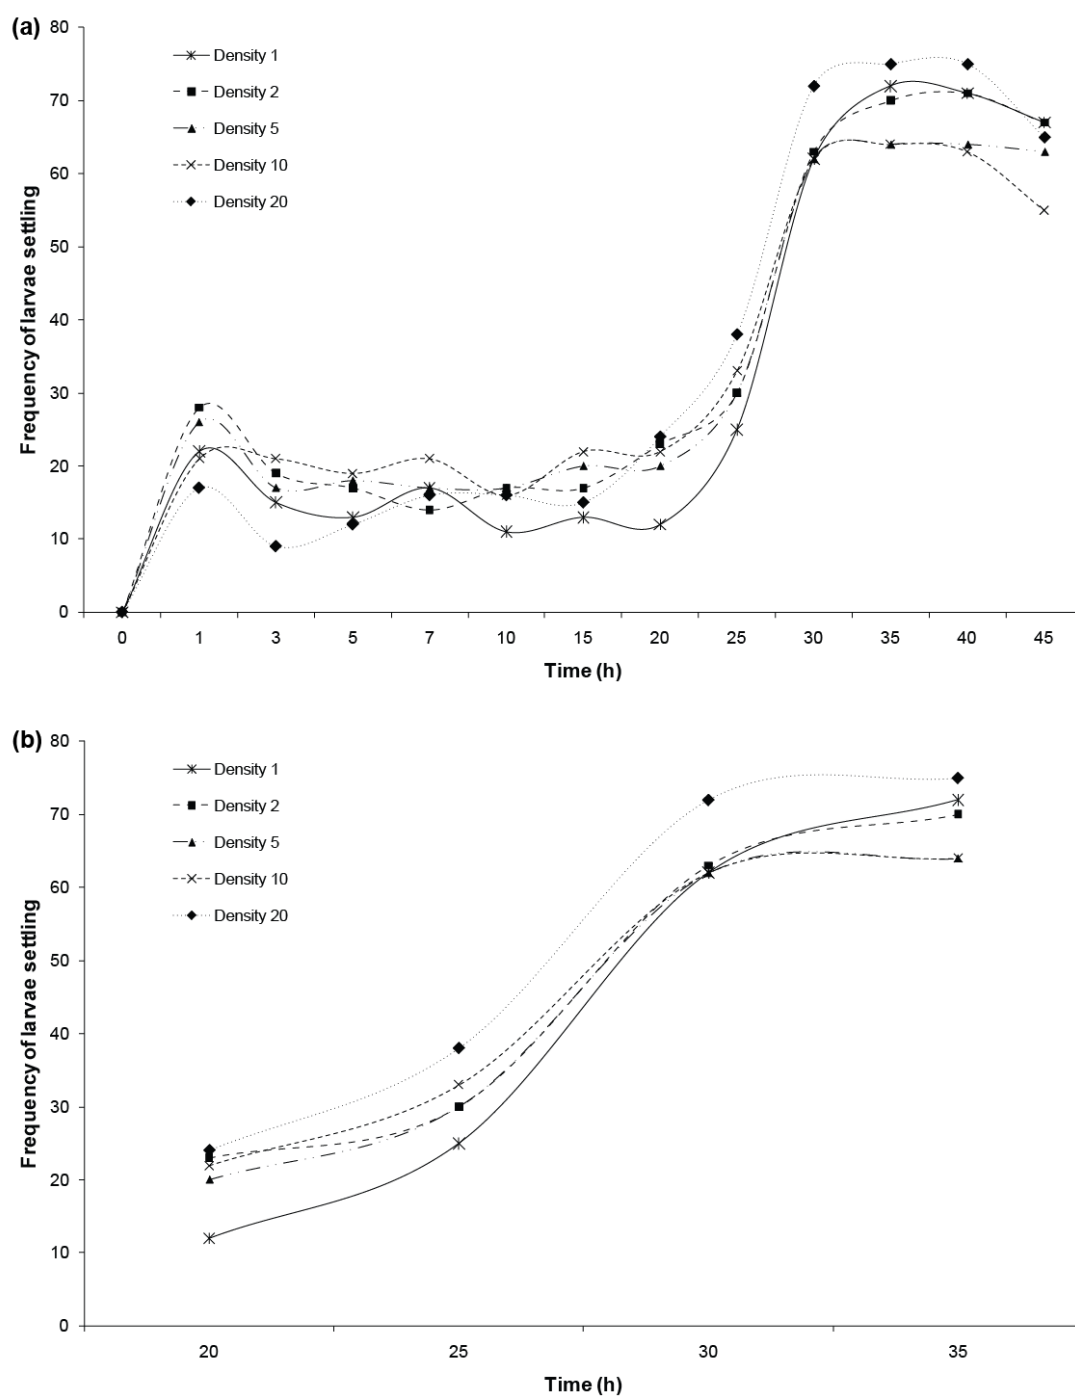 (a)
80
70
60
50
40
30
20
10
0
Frequency of larvae settling
Density 1
Density 2
Density 5
Density 10
Density 20
0 1 3 5 7 10 15 20 25 30 35 40 45
Time (h)
(b)
80
70
60
50
40
30
20
10
0
Frequency of larvae settling
Density 1
Density 2
Density 5
Density 10
Density 20
20 25 30 35
Time (h)